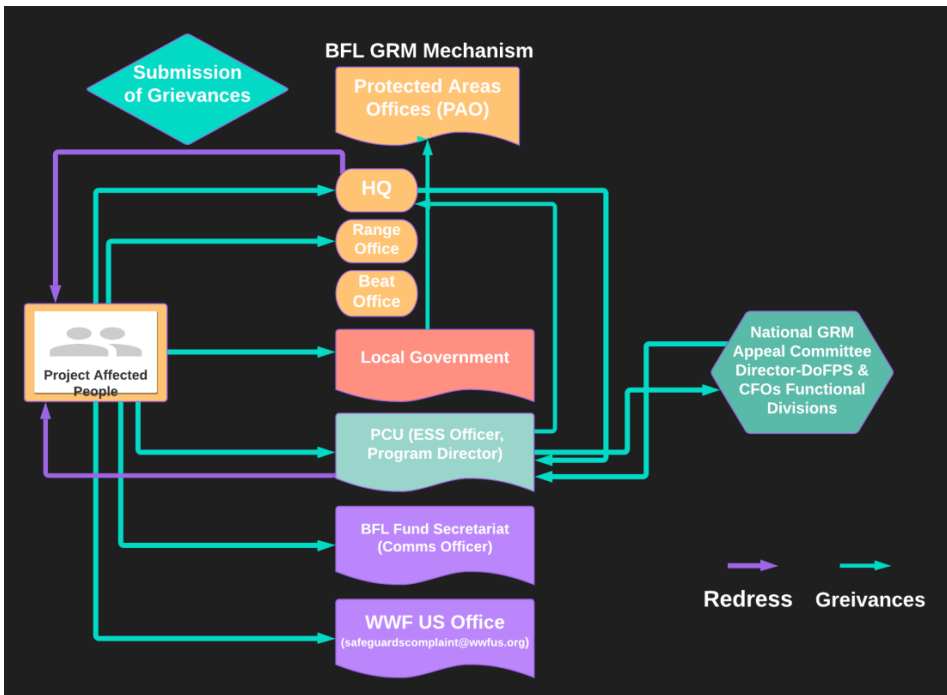 BFL GRM Mechanism
Submission
of Grievances
Protected Areas
Offices (PAO)
HQ
Range
Office
Beat
Office
Project Affected
People
Local Government
National GRM
Appeal Committee
Director-DoFPS &
CFOs Functional
Divisions
PCU (ESS Officer,
Program Director)
BFL Fund Secretariat
(Comms Officer)
WWF US Office
(safeguardscomplaint@wwfus.org)
Redress
Greivances